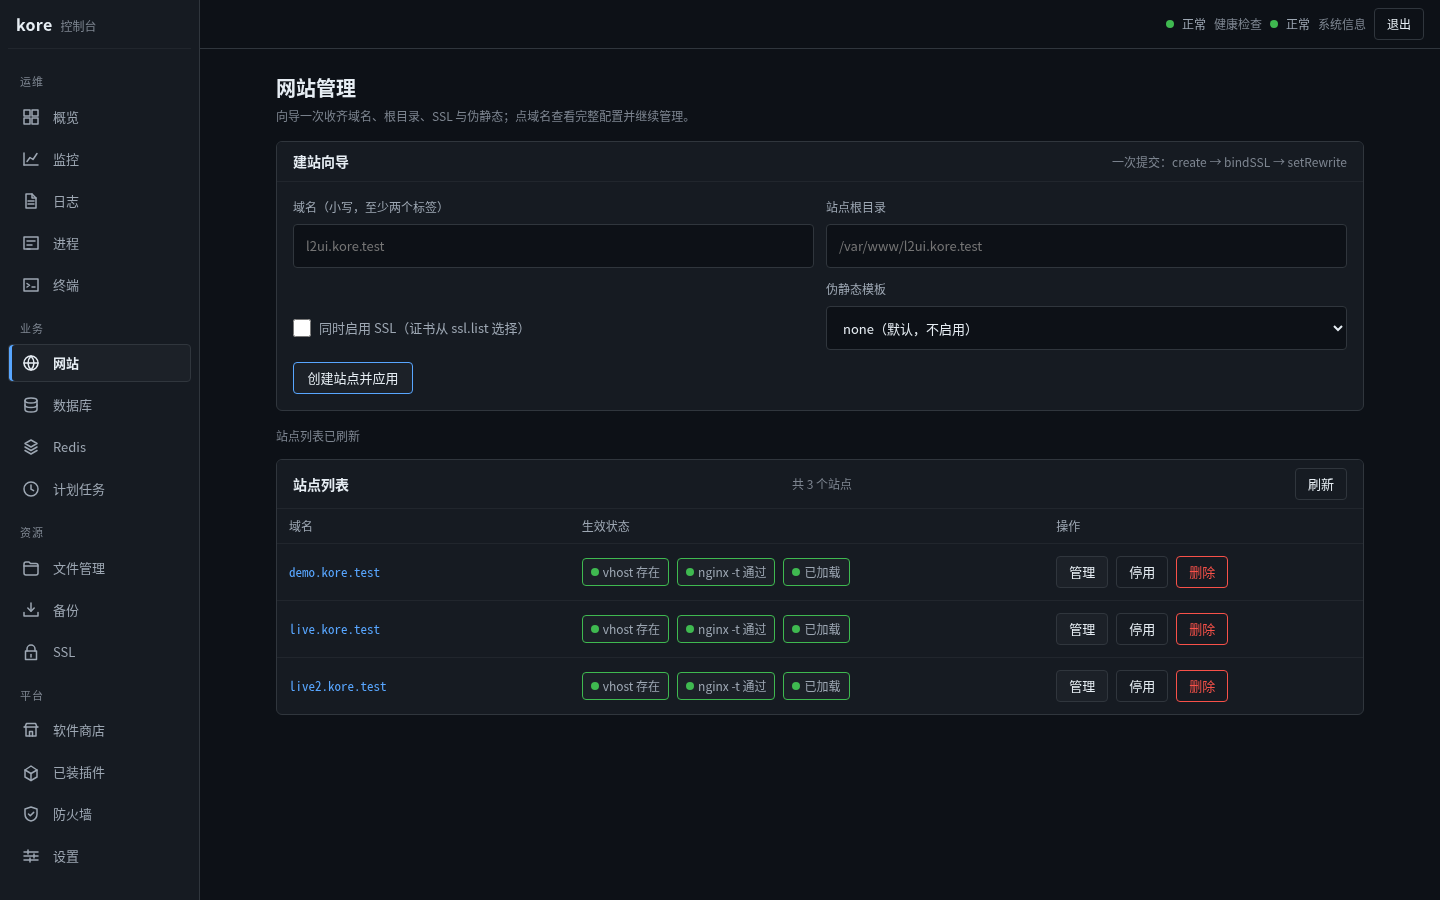 kore 控制台
正常 健康检查 正常 系统信息 退出
运维
概览
监控
日志
进程
终端
业务
网站
数据库
Redis
计划任务
资源
文件管理
备份
SSL
平台
软件商店
已装插件
防火墙
设置
网站管理
向导一次收齐域名、根目录、SSL 与伪静态；点域名查看完整配置并继续管理。
建站向导 一次提交：create → bindSSL → setRewrite
域名（小写，至少两个标签） 站点根目录
l2ui.kore.test /var/www/l2ui.kore.test
伪静态模板
同时启用 SSL（证书从 ssl.list 选择） none（默认，不启用）
创建站点并应用
站点列表已刷新
站点列表 共 3 个站点 刷新
域名 生效状态 操作
demo.kore.test vhost 存在 nginx -t 通过 已加载 管理 停用 删除
live.kore.test vhost 存在 nginx -t 通过 已加载 管理 停用 删除
live2.kore.test vhost 存在 nginx -t 通过 已加载 管理 停用 删除